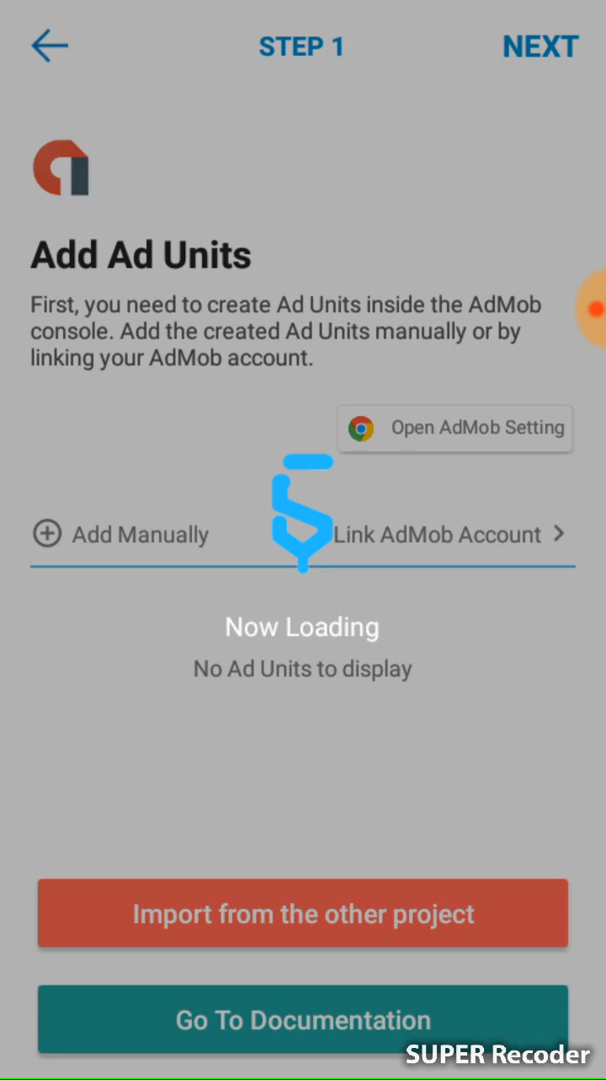 STEP 1
NEXT
Add Ad Units
First, you need to create Ad Units inside the AdMob
console. Add the created Ad Units manually or by
linking your AdMob account.
Open AdMob Setting
Add Manually
Link AdMob Account
Now Loading
No Ad Units to display
Import from the other project
Go To Documentation
SUPER Recoder